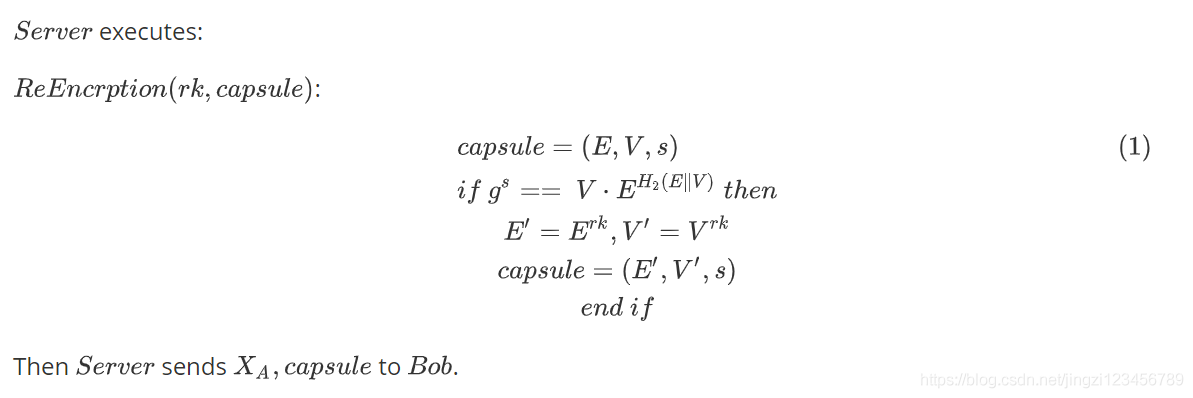 Server executes:
ReEncrption(rk, capsule):
capsule = (E, V, s) (1)
if g^s == V · E^{H_2(E||V)} then
E′ = E^{rk}, V′ = V^{rk}
capsule = (E′, V′, s)
end if
Then Server sends X_A, capsule to Bob.
https://blog.csdn.net/jingzi123456789